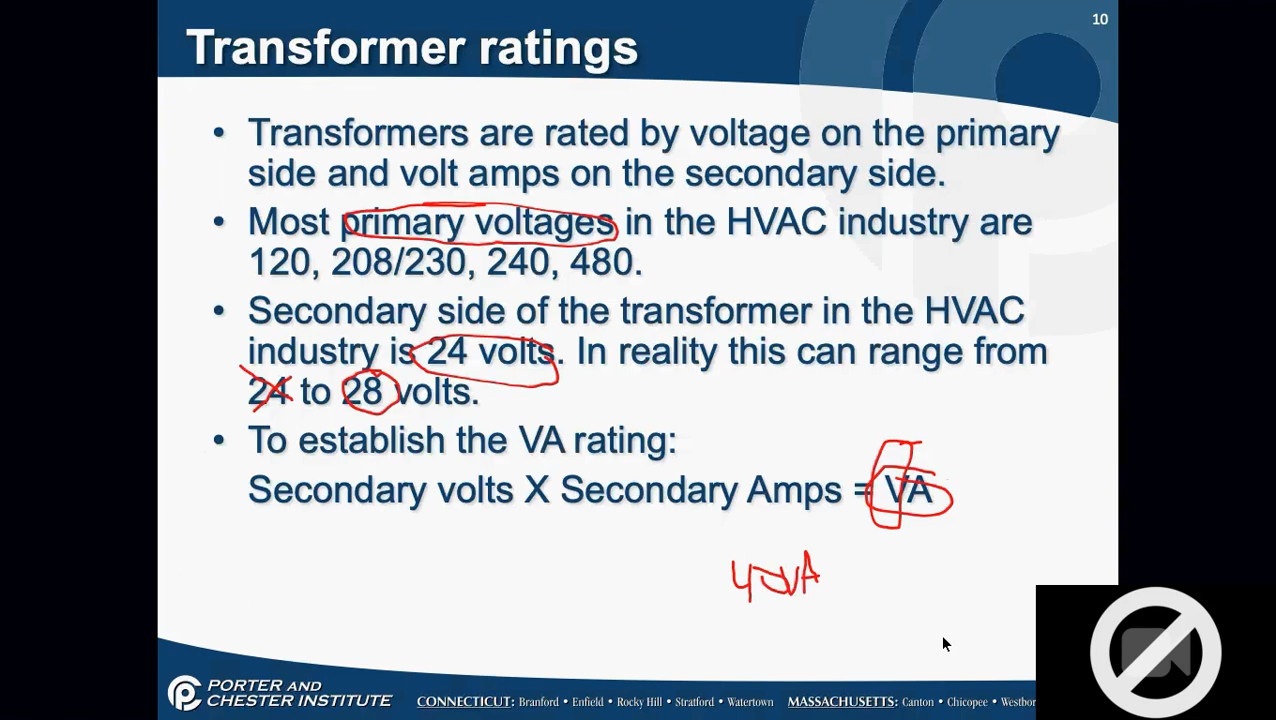 10
Transformer ratings
• Transformers are rated by voltage on the primary
side and volt amps on the secondary side.
• Most primary voltages in the HVAC industry are
120, 208/230, 240, 480.
• Secondary side of the transformer in the HVAC
industry is 24 volts. In reality this can range from
24 to 28 volts.
• To establish the VA rating:
Secondary volts X Secondary Amps = VA
40VA
PORTER AND
CHESTER INSTITUTE
CONNECTICUT: Branford • Enfield • Rocky Hill • Stratford • Watertown MASSACHUSETTS: Canton • Chicopee • Westbor